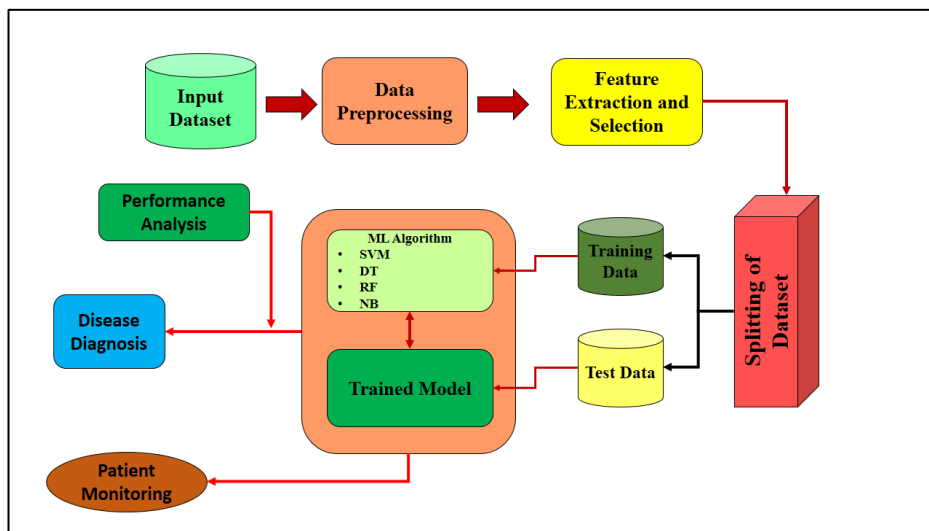 Input
Dataset
Data
Preprocessing
Feature
Extraction and
Selection
Performance
Analysis
ML Algorithm
• SVM
• DT
• RF
• NB
Training
Data
Splitting of
Dataset
Disease
Diagnosis
Trained Model
Test Data
Patient
Monitoring